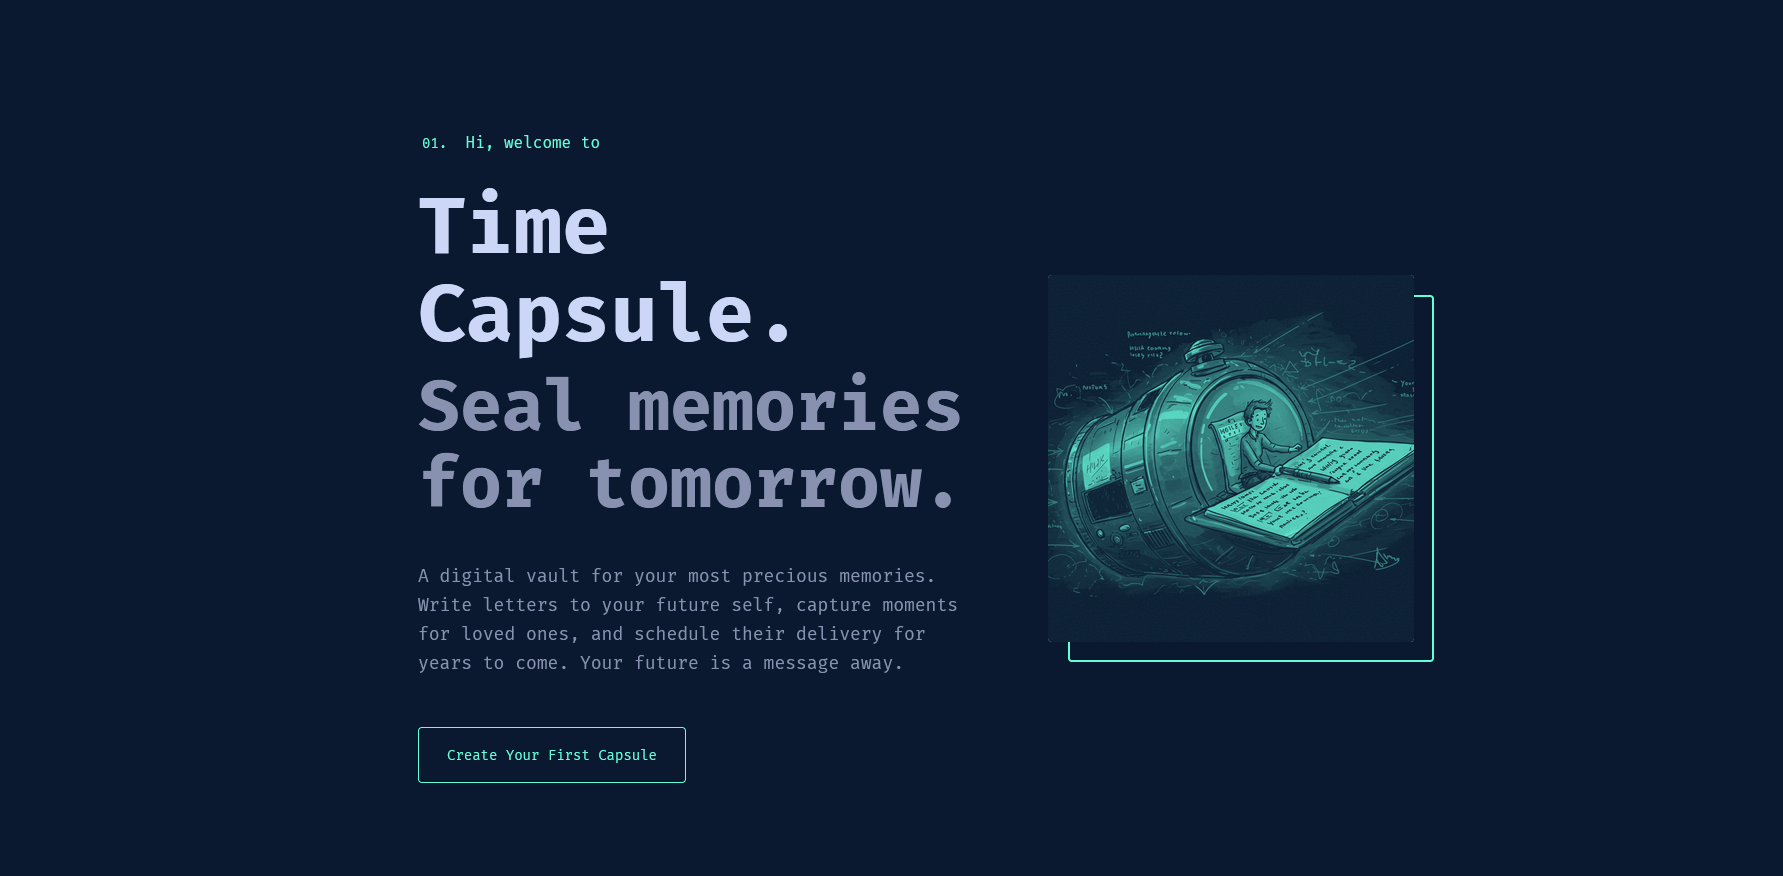 01. Hi, welcome to
Time
Capsule.
Seal memories
for tomorrow.
A digital vault for your most precious memories.
Write letters to your future self, capture moments
for loved ones, and schedule their delivery for
years to come. Your future is a message away.
Create Your First Capsule